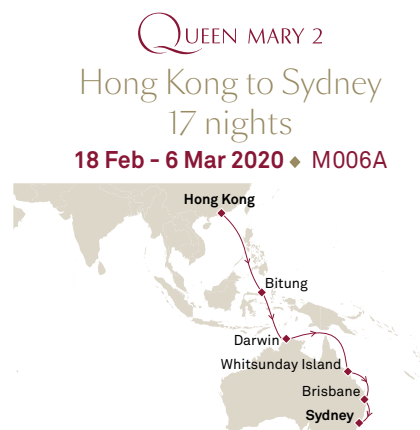 QUEEN MARY 2
Hong Kong to Sydney
17 nights
18 Feb - 6 Mar 2020 ◆ M006A
Hong Kong
Bitung
Darwin
Whitsunday Island
Brisbane
Sydney